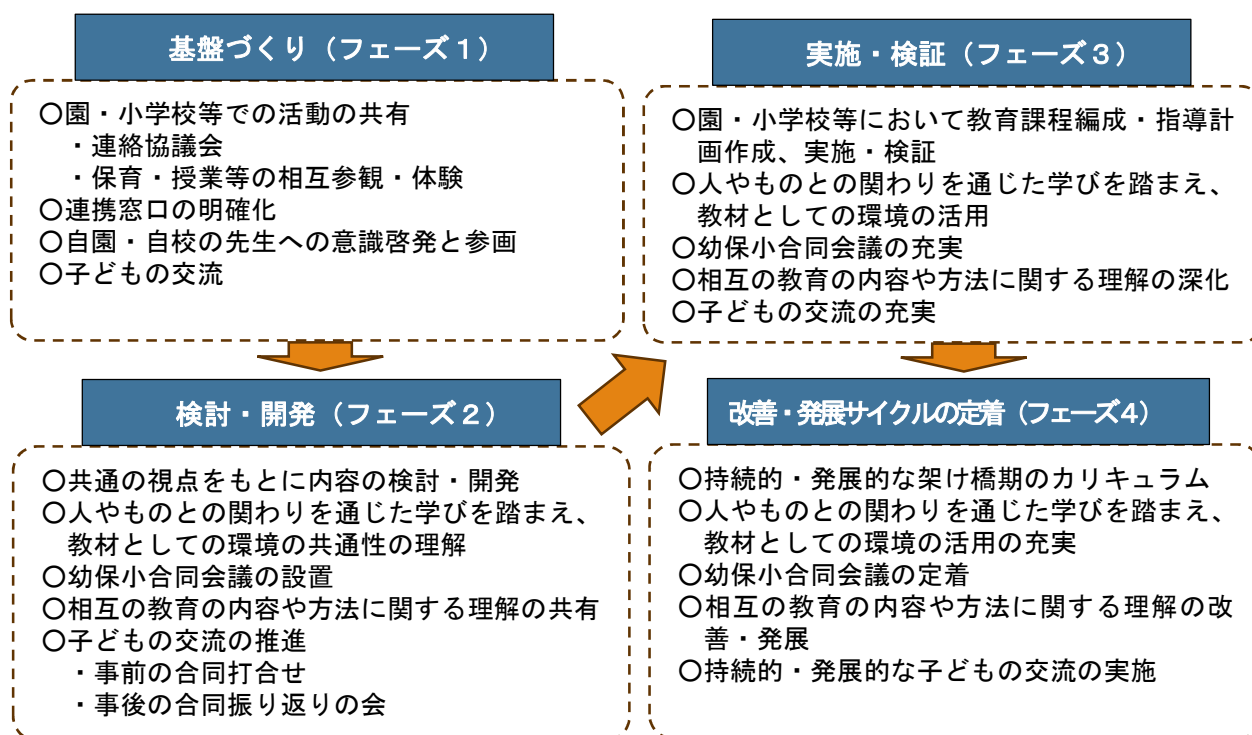 基盤づくり（フェーズ１）
〇園・小学校等での活動の共有
・連絡協議会
・保育・授業等の相互参観・体験
〇連携窓口の明確化
〇自園・自校の先生への意識啓発と参画
〇子どもの交流
検討・開発（フェーズ２）
〇共通の視点をもとに内容の検討・開発
〇人やものとの関わりを通じた学びを踏まえ、
教材としての環境の共通性の理解
〇幼保小合同会議の設置
〇相互の教育の内容や方法に関する理解の共有
〇子どもの交流の推進
・事前の合同打合せ
・事後の合同振り返りの会
実施・検証（フェーズ３）
〇園・小学校等において教育課程編成・指導計
画作成、実施・検証
〇人やものとの関わりを通じた学びを踏まえ、
教材としての環境の活用
〇幼保小合同会議の充実
〇相互の教育の内容や方法に関する理解の深化
〇子どもの交流の充実
改善・発展サイクルの定着（フェーズ４）
〇持続的・発展的な架け橋期のカリキュラム
〇人やものとの関わりを通じた学びを踏まえ、
教材としての環境の活用の充実
〇幼保小合同会議の定着
〇相互の教育の内容や方法に関する理解の改
善・発展
〇持続的・発展的な子どもの交流の実施